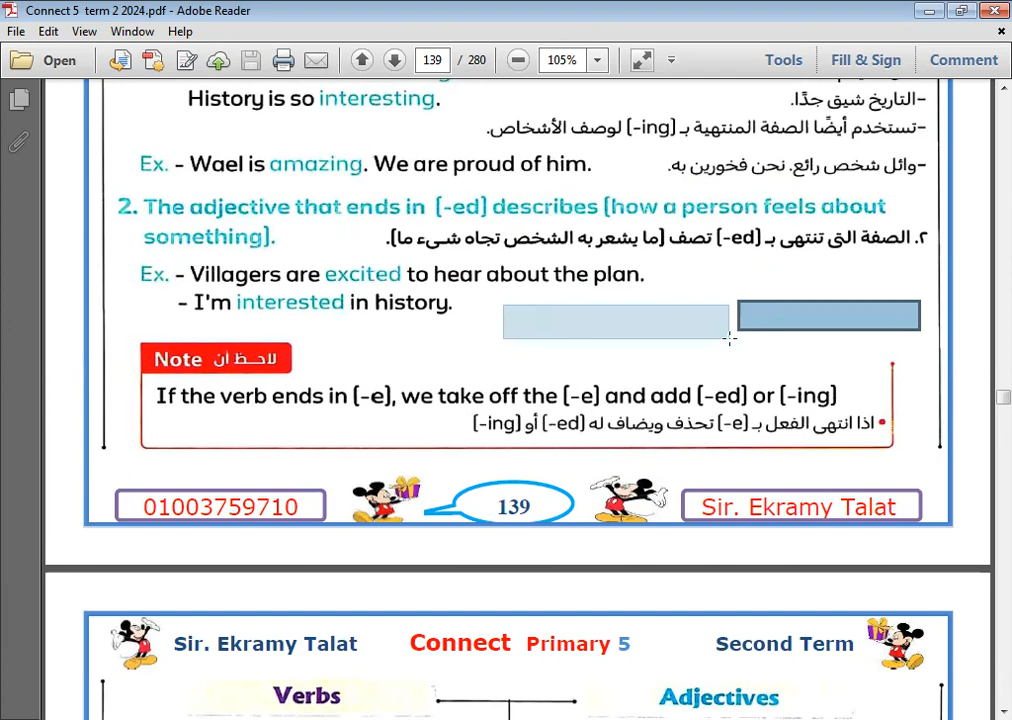 Connect 5 term 2 2024.pdf - Adobe Reader
File Edit View Window Help
Open 139 / 280 105% Tools Fill & Sign Comment
History is so interesting.
-التاريخ شيق جدًا.
-تستخدم أيضًا الصفة المنتهية بـ (-ing) لوصف الأشخاص.
Ex. - Wael is amazing. We are proud of him.
-وائل شخص رائع. نحن فخورين به.
2. The adjective that ends in (-ed) describes (how a person feels about
something).
٢. الصفة التى تنتهى بـ (-ed) تصف (ما يشعر به الشخص تجاه شىء ما).
Ex. - Villagers are excited to hear about the plan.
- I'm interested in history.
Note لاحظ أن
If the verb ends in (-e), we take off the (-e) and add (-ed) or (-ing)
• اذا انتهى الفعل بـ (-e) تحذف ويضاف له (-ed) أو (-ing)
01003759710 139 Sir. Ekramy Talat
Sir. Ekramy Talat Connect Primary 5 Second Term
Verbs Adjectives